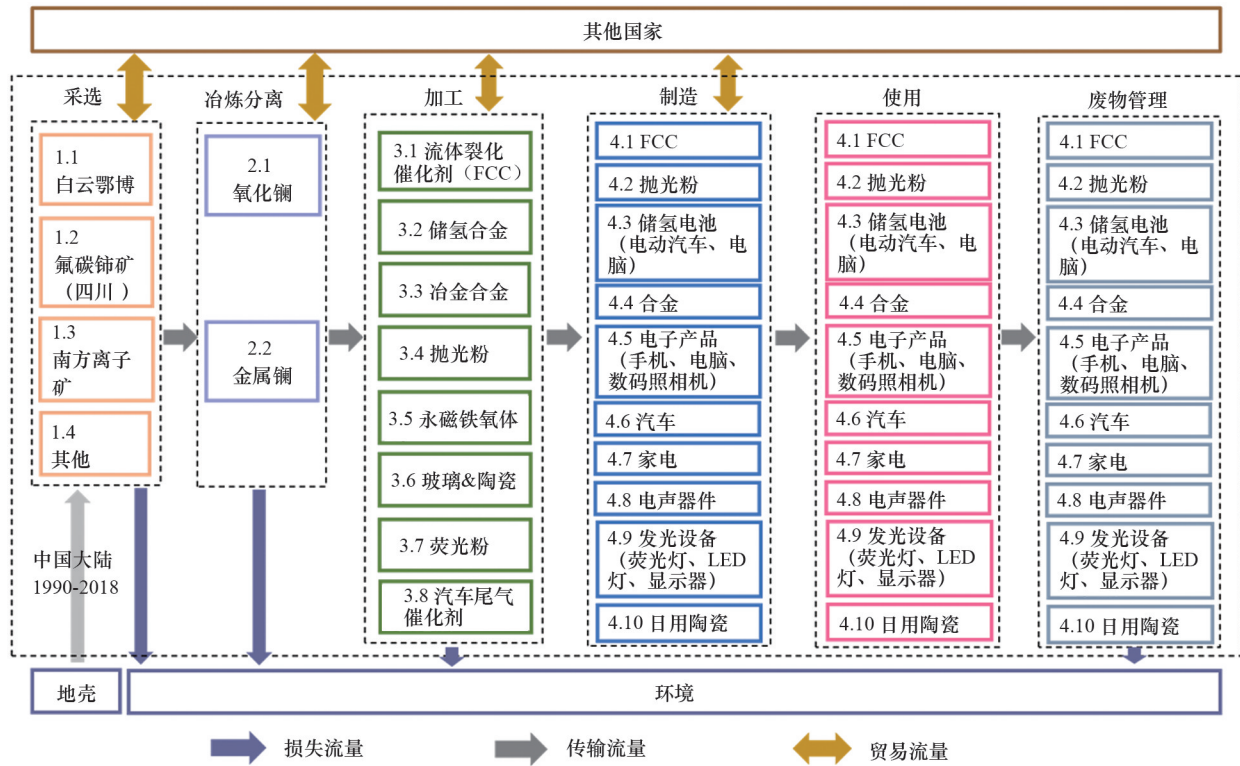 其他国家
采选
冶炼分离
加工
制造
使用
废物管理
1.1
白云鄂博
1.2
氟碳铈矿
（四川 ）
1.3
南方离子
矿
1.4
其他
2.1
氧化镧
2.2
金属镧
3.1 流体裂化
催化剂（FCC）
3.2 储氢合金
3.3 冶金合金
3.4 抛光粉
3.5 永磁铁氧体
3.6 玻璃&陶瓷
3.7 荧光粉
3.8 汽车尾气
催化剂
4.1 FCC
4.2 抛光粉
4.3 储氢电池
（电动汽车、电
脑）
4.4 合金
4.5 电子产品
（手机、电脑、
数码照相机）
4.6 汽车
4.7 家电
4.8 电声器件
4.9 发光设备
（荧光灯、LED
灯、显示器）
4.10 日用陶瓷
4.1 FCC
4.2 抛光粉
4.3 储氢电池
（电动汽车、电
脑）
4.4 合金
4.5 电子产品
（手机、电脑、
数码照相机）
4.6 汽车
4.7 家电
4.8 电声器件
4.9 发光设备
（荧光灯、LED
灯、显示器）
4.10 日用陶瓷
4.1 FCC
4.2 抛光粉
4.3 储氢电池
（电动汽车、电
脑）
4.4 合金
4.5 电子产品
（手机、电脑、
数码照相机）
4.6 汽车
4.7 家电
4.8 电声器件
4.9 发光设备
（荧光灯、LED
灯、显示器）
4.10 日用陶瓷
中国大陆
1990-2018
地壳
环境
损失流量
传输流量
贸易流量